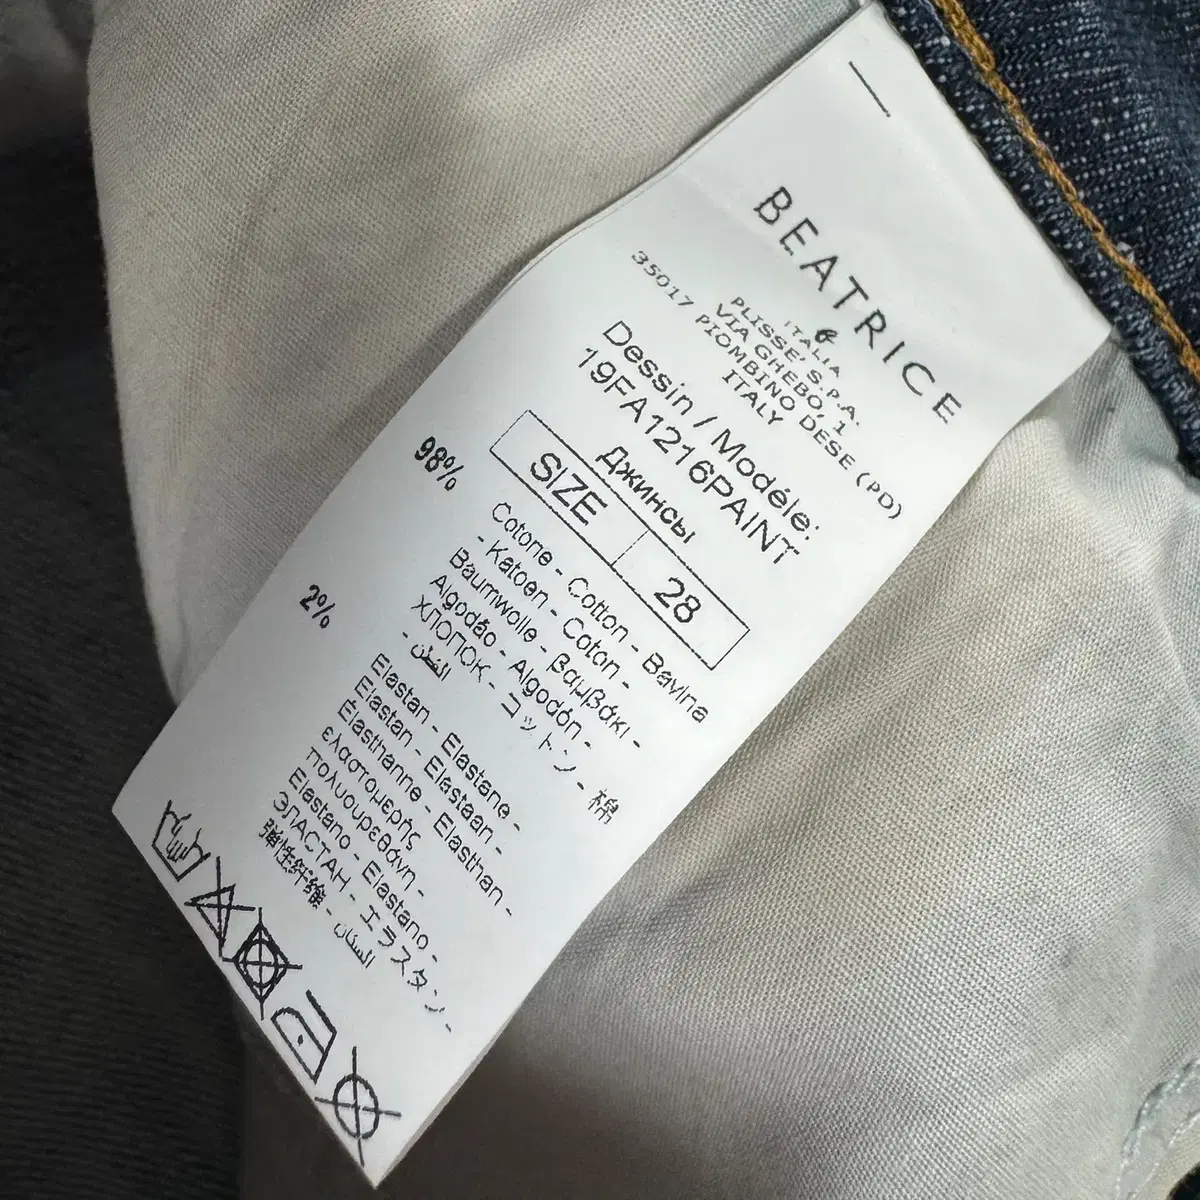 BEATRICE
ITALIA
PLISSE' S.P.A.
VIA GHEBO, 1
35017 PIOMBINO DESE (PD)
ITALY
Dessin / Modéle:
19FA1216PAINT
Джинсы
SIZE 28
98% Cotone - Cotton - Bavlna
- Katoen - Coton -
Baumwolle - βαμβάκι -
Algodão - Algodón -
ХЛОПОК - コットン - 棉
- القطن
2% Elastan - Elastane -
Elastan - Elastaan -
Élasthanne - Elasthan -
ελαστομερής
πολυουρεθάνη -
Elastano - Elastano -
ЭЛАСТАН - エラスタン -
弹性纤维 -